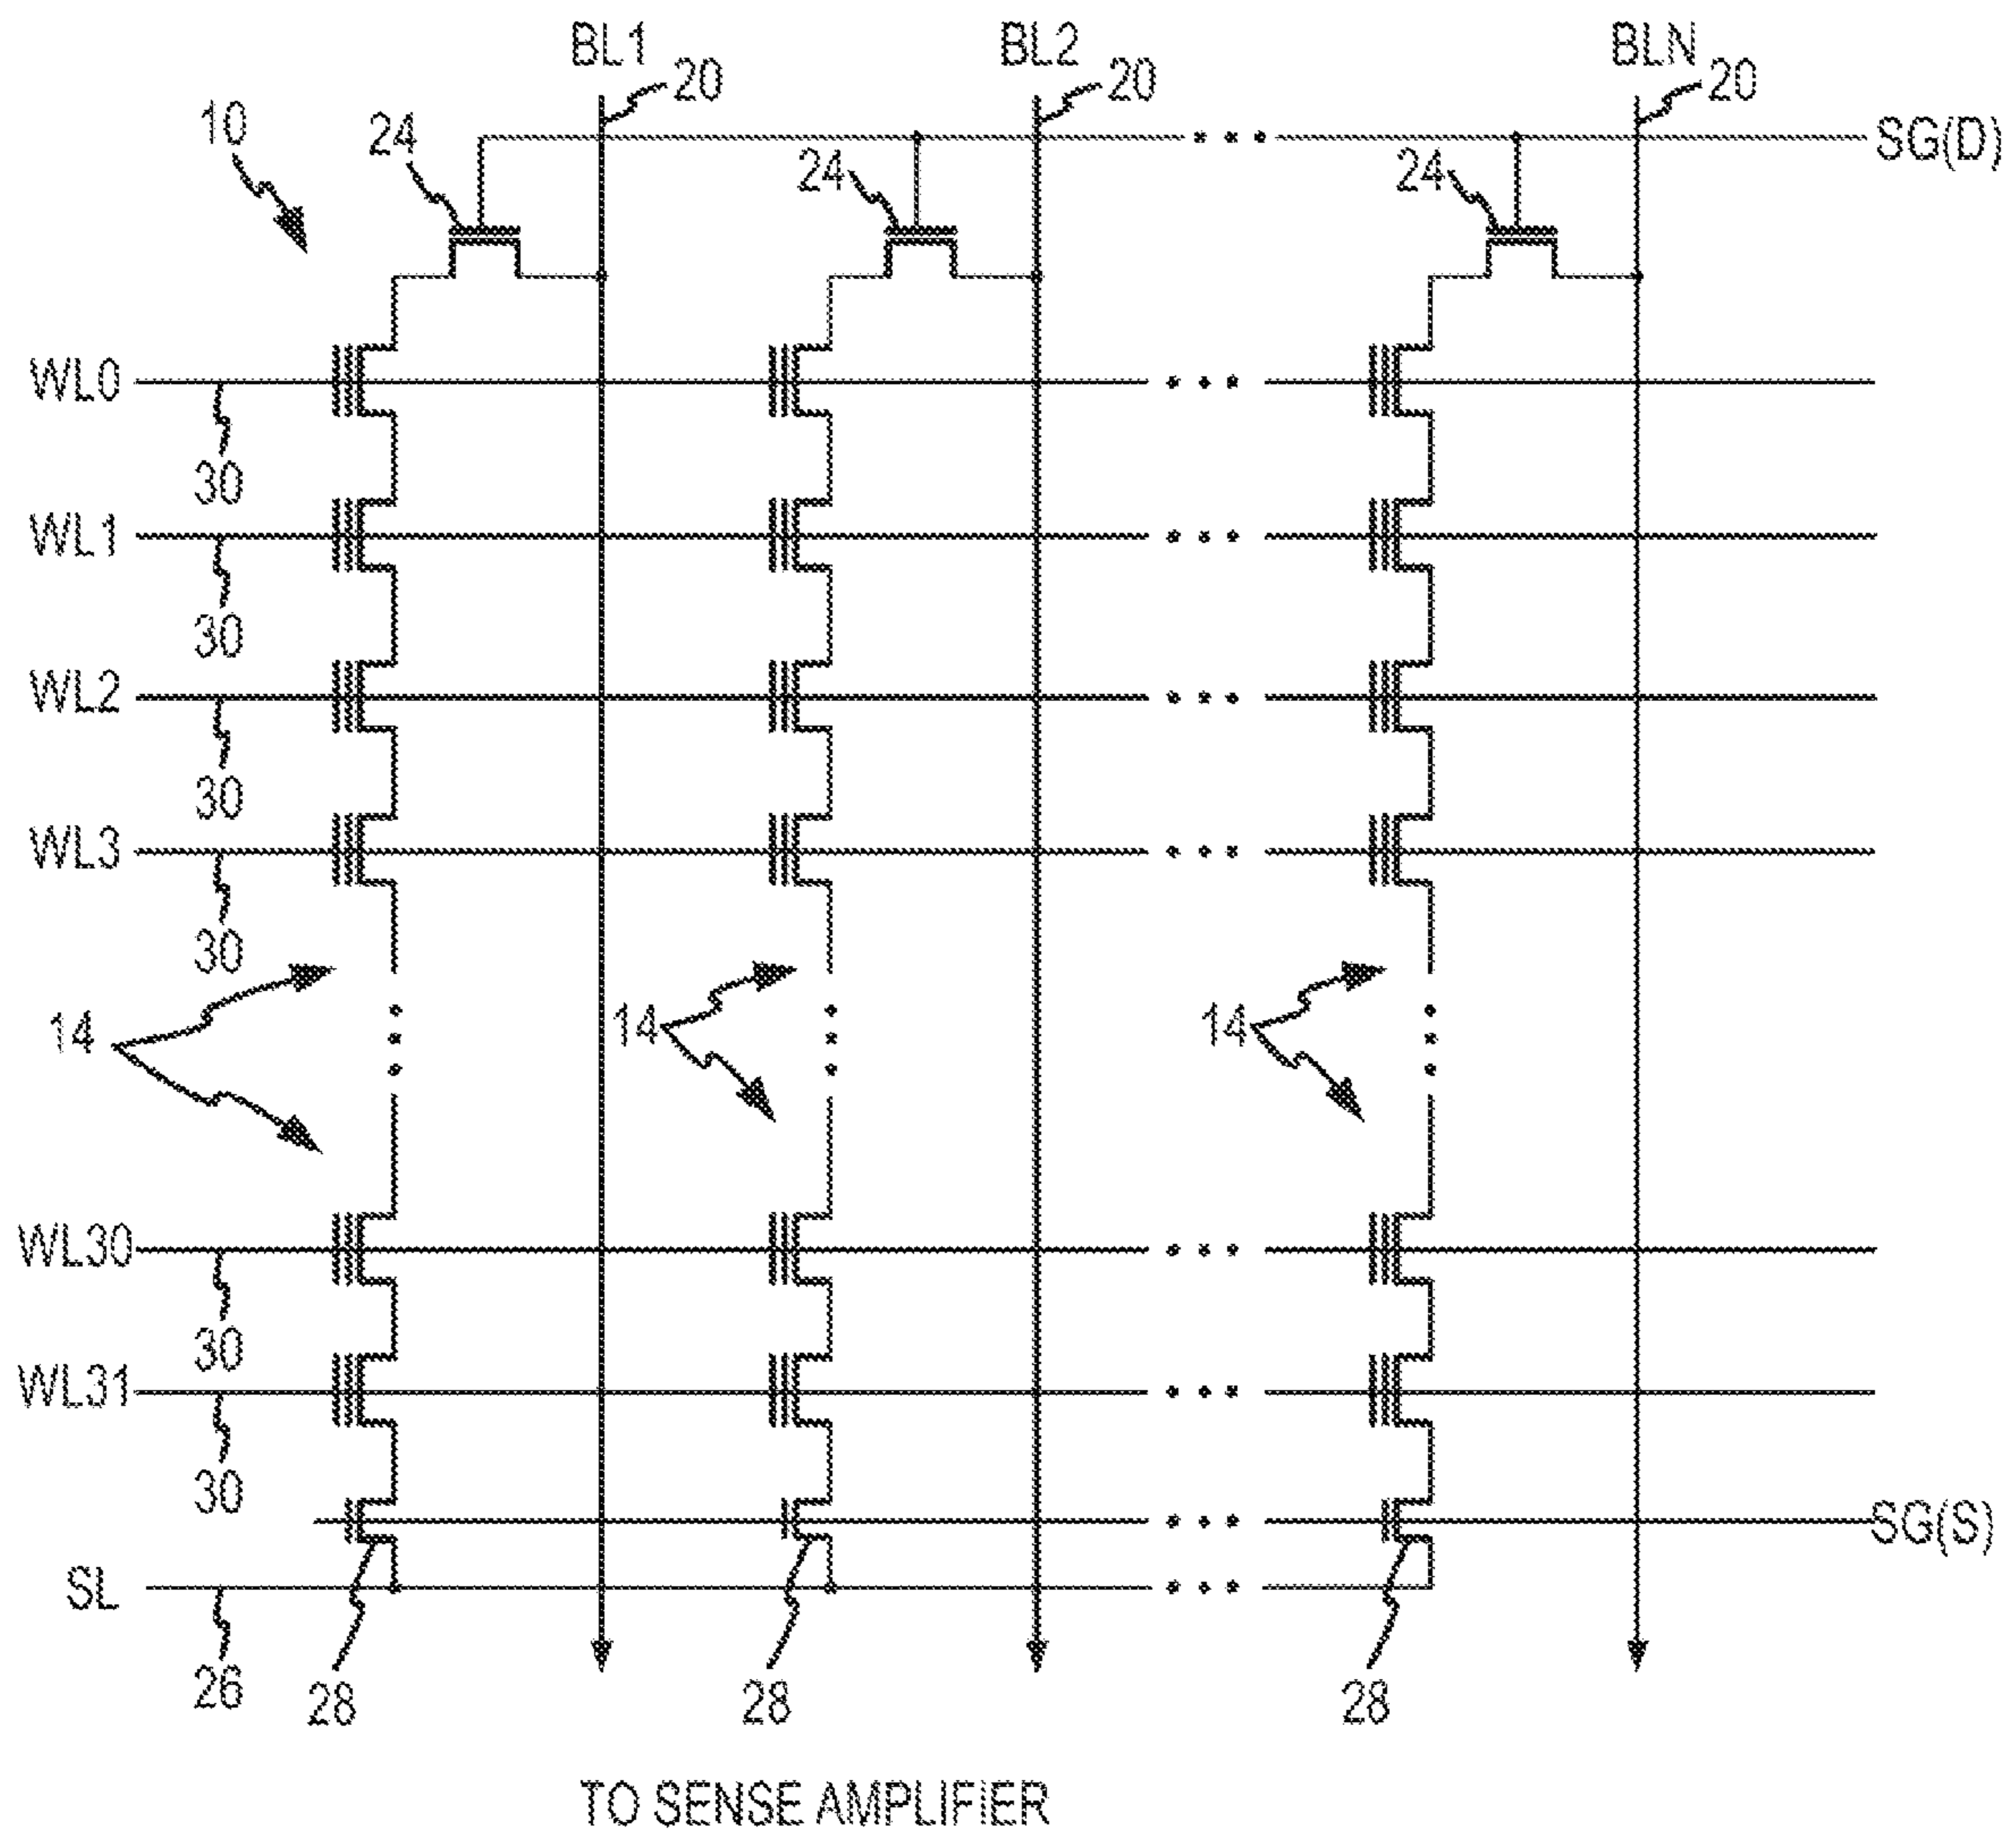 BL1 BL2 BLN
20 20 20
10 24 24 24 SG(D)
WL0
30
WL1
30
WL2
30
WL3
30
14 14 14
WL30
30
WL31
30
SG(S)
SL
26 28 28 28
TO SENSE AMPLIFIER